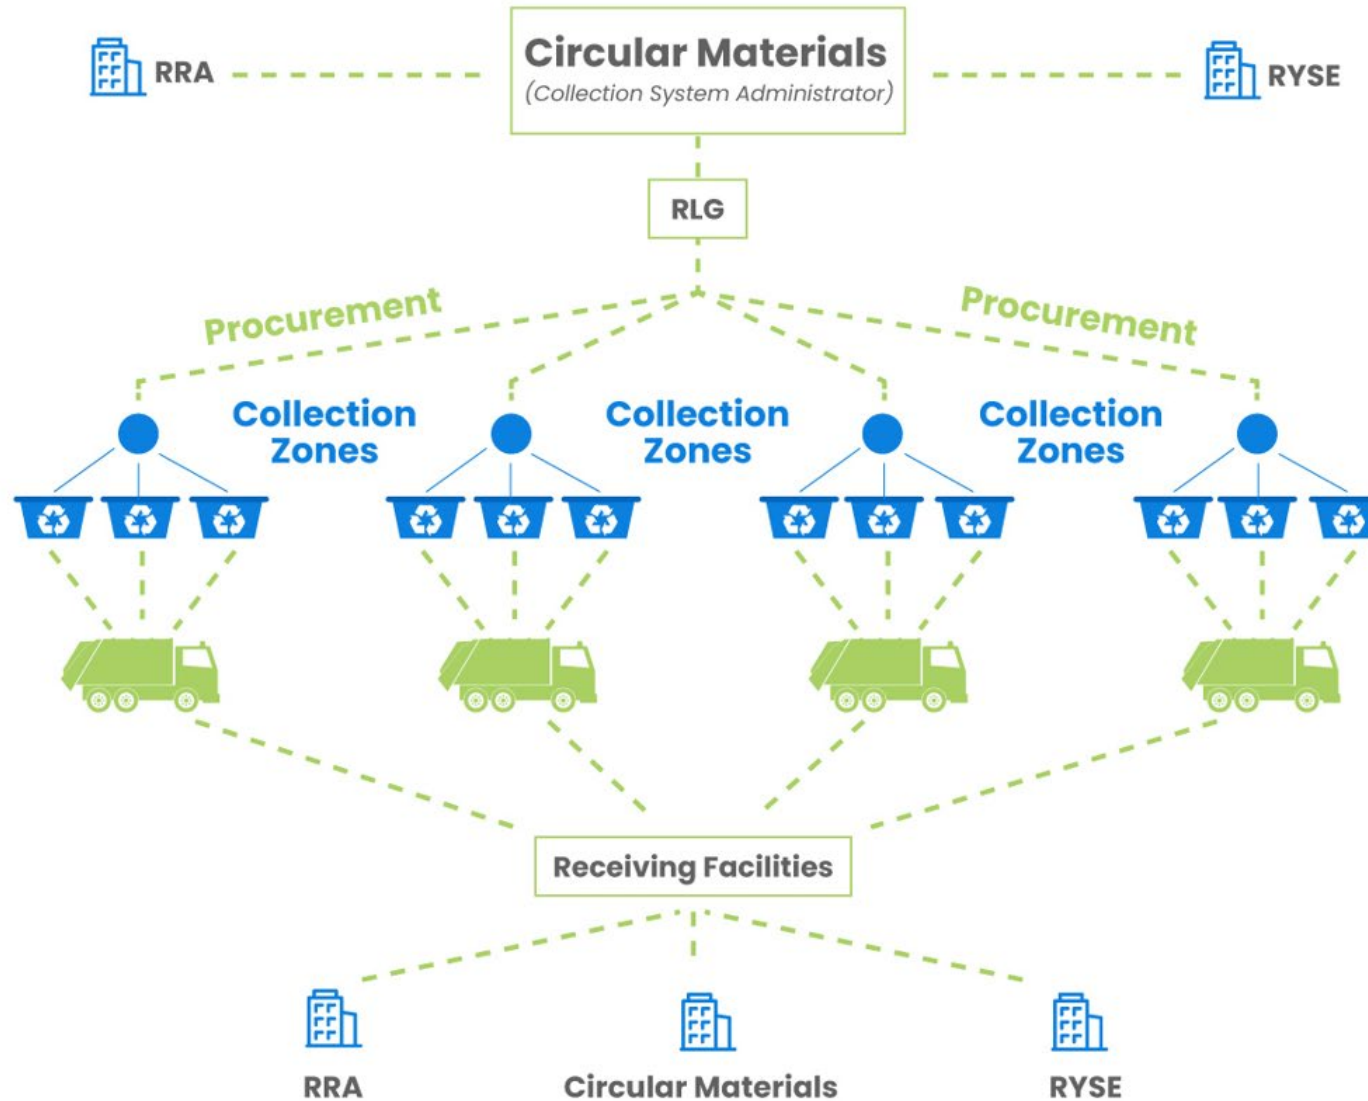 Circular Materials
(Collection System Administrator)
RRA
RYSE
RLG
Procurement
Procurement
Collection
Zones
Collection
Zones
Collection
Zones
Receiving Facilities
RRA
Circular Materials
RYSE